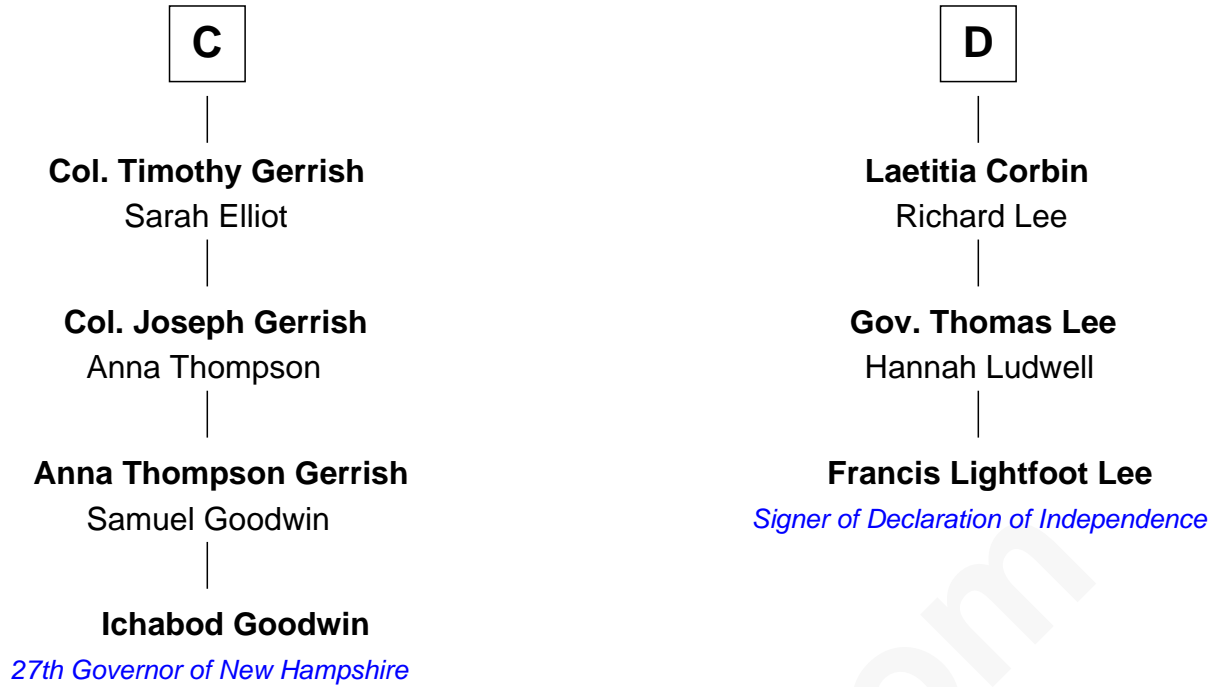 C
Col. Timothy Gerrish
Sarah Elliot
Col. Joseph Gerrish
Anna Thompson
Anna Thompson Gerrish
Samuel Goodwin
Ichabod Goodwin
27th Governor of New Hampshire
D
Laetitia Corbin
Richard Lee
Gov. Thomas Lee
Hannah Ludwell
Francis Lightfoot Lee
Signer of Declaration of Independence
om